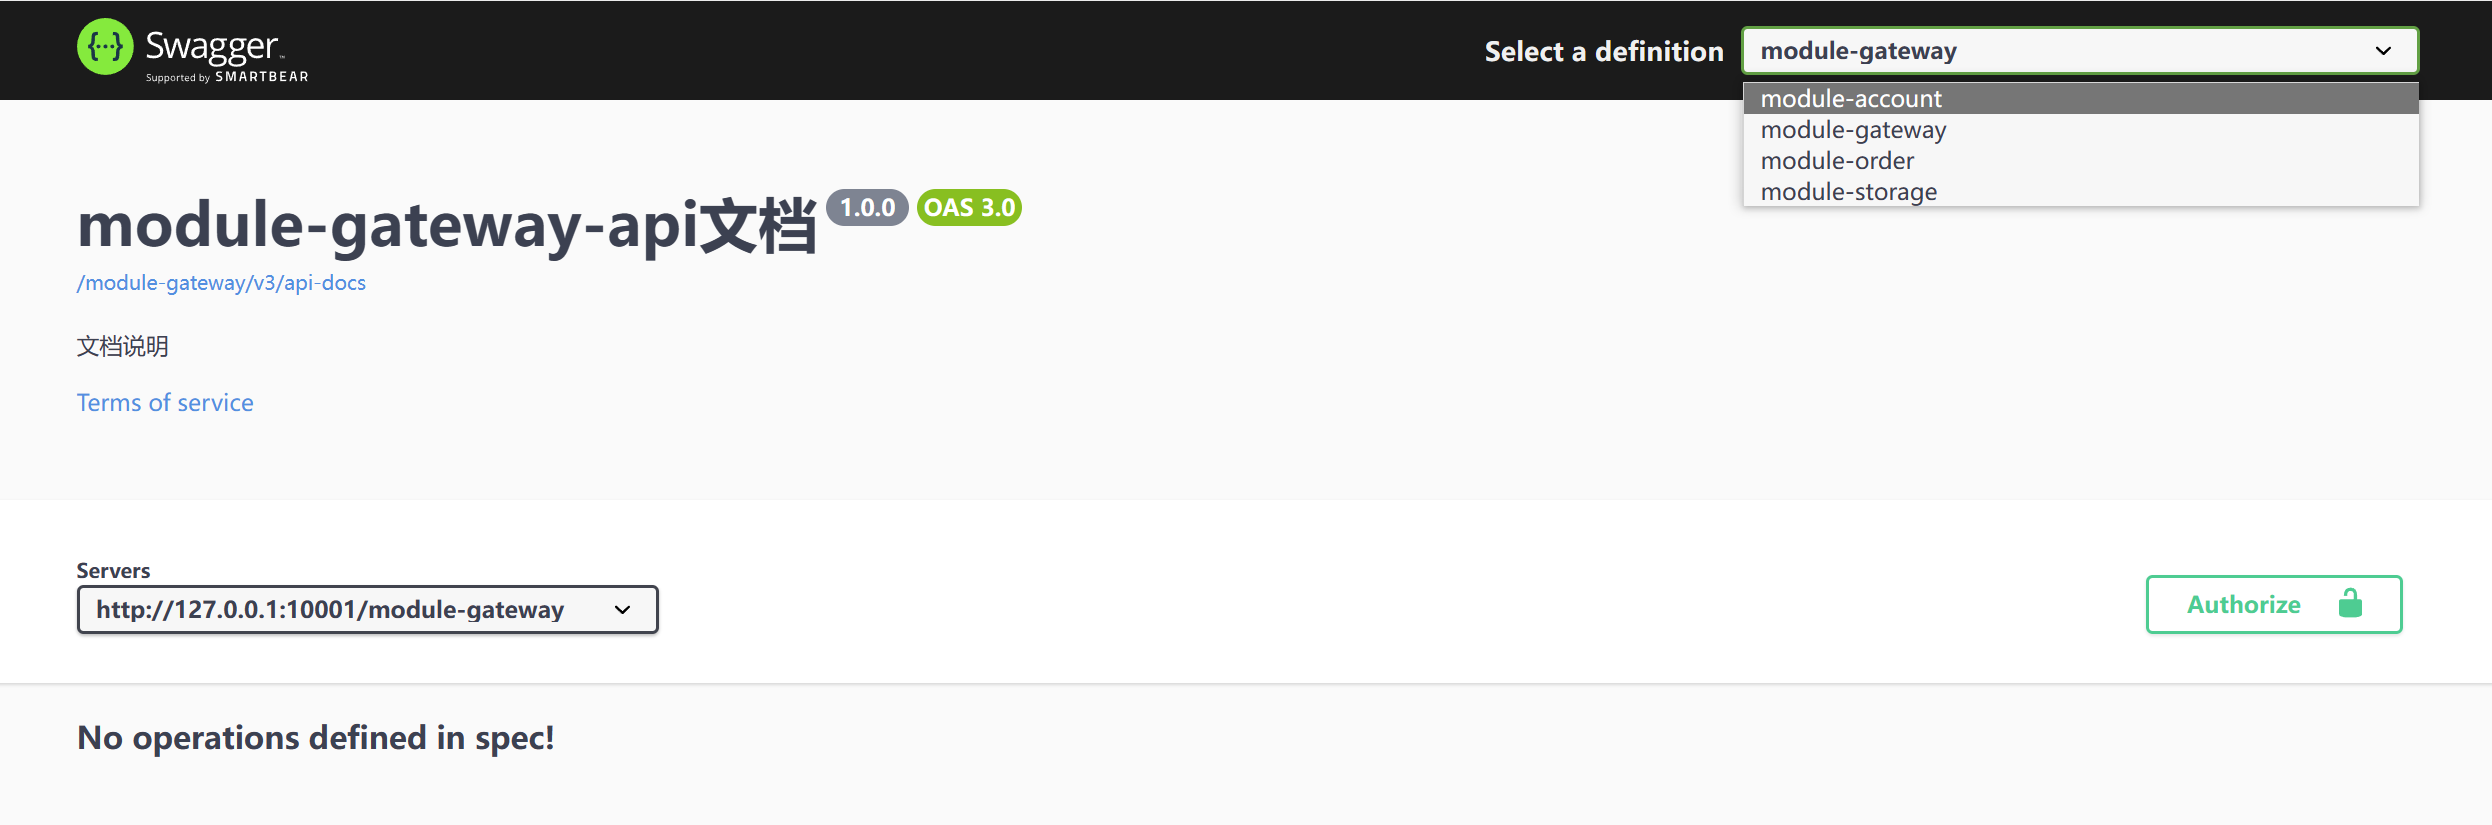 Swagger
Supported by SMARTBEAR
Select a definition
module-gateway
module-account
module-gateway
module-order
module-storage
module-gateway-api文档 1.0.0 OAS 3.0
/module-gateway/v3/api-docs
文档说明
Terms of service
Servers
http://127.0.0.1:10001/module-gateway
Authorize
No operations defined in spec!